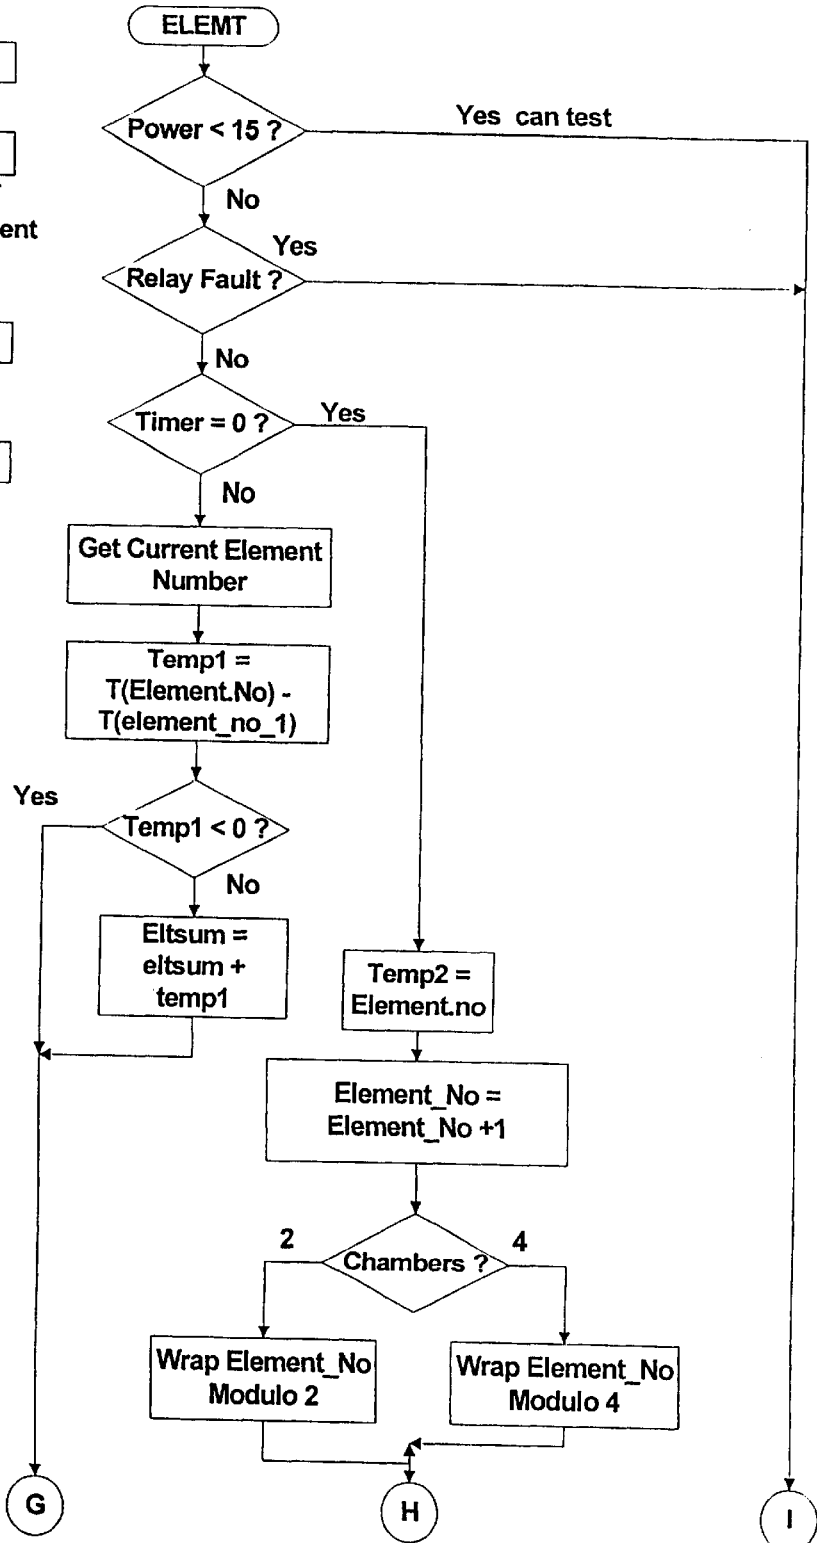 ELEMT
Power < 15 ?
Yes can test
No
ent
Yes
Relay Fault ?
No
Timer = 0 ?
Yes
No
Get Current Element
Number
Temp1 =
T(Element.No) -
T(element_no_1)
Yes
Temp1 < 0 ?
No
Eltsum =
eltsum +
temp1
Temp2 =
Element.no
Element_No =
Element_No +1
2
Chambers ?
4
Wrap Element_No
Modulo 2
Wrap Element_No
Modulo 4
G
H
I